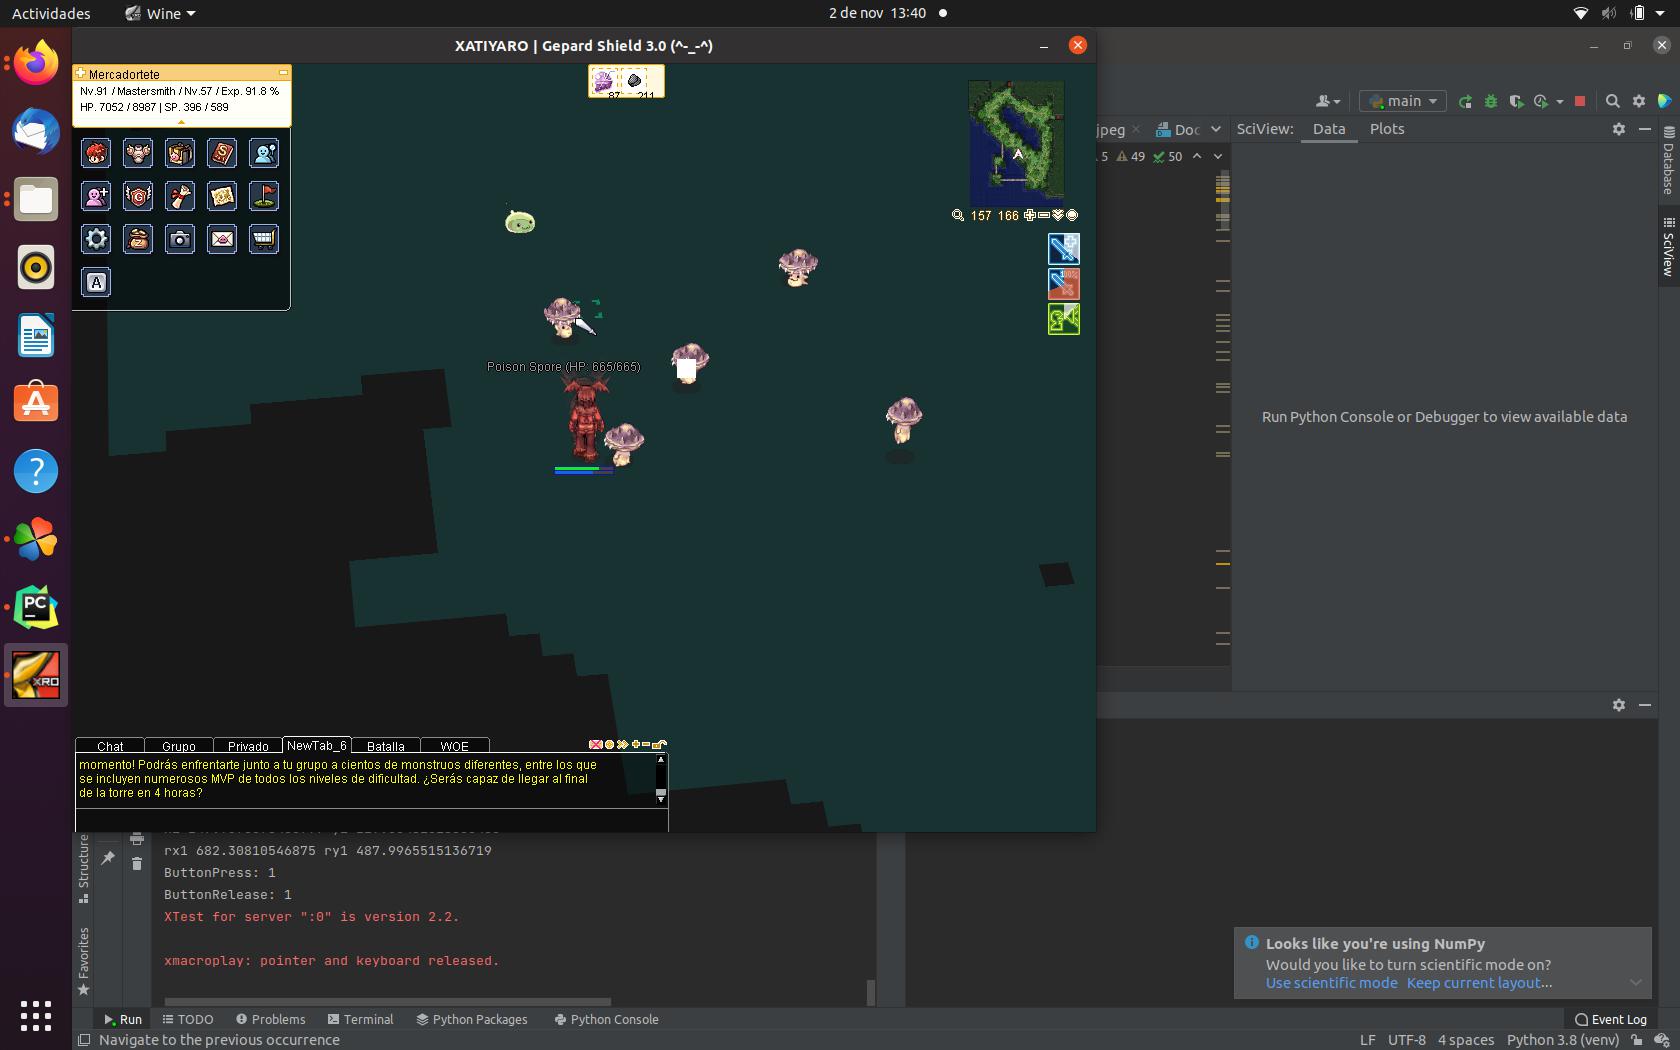 Actividades
Wine
2 de nov 13:40
XATIYARO | Gepard Shield 3.0 (^-_-^)
Mercadortete
Nv.91 / Mastersmith / Nv.57 / Exp. 91.8 %
HP. 7052 / 8987 | SP. 396 / 589
87
211
A
157 166
100%
Poison Spore (HP: 665/665)
main
jpeg
Doc
SciView:
Data
Plots
5
49
50
Database
SciView
Run Python Console or Debugger to view available data
PC
XRO
Chat
Grupo
Privado
NewTab_6
Batalla
WOE
momento! Podrás enfrentarte junto a tu grupo a cientos de monstruos diferentes, entre los que
se incluyen numerosos MVP de todos los niveles de dificultad. ¿Serás capaz de llegar al final
de la torre en 4 horas?
Structure
Favorites
rx1 682.30810546875 ry1 487.9965515136719
ButtonPress: 1
ButtonRelease: 1
XTest for server ":0" is version 2.2.
xmacroplay: pointer and keyboard released.
Looks like you're using NumPy
Would you like to turn scientific mode on?
Use scientific mode Keep current layout...
Run
TODO
Problems
Terminal
Python Packages
Python Console
Event Log
Navigate to the previous occurrence
LF UTF-8 4 spaces Python 3.8 (venv)